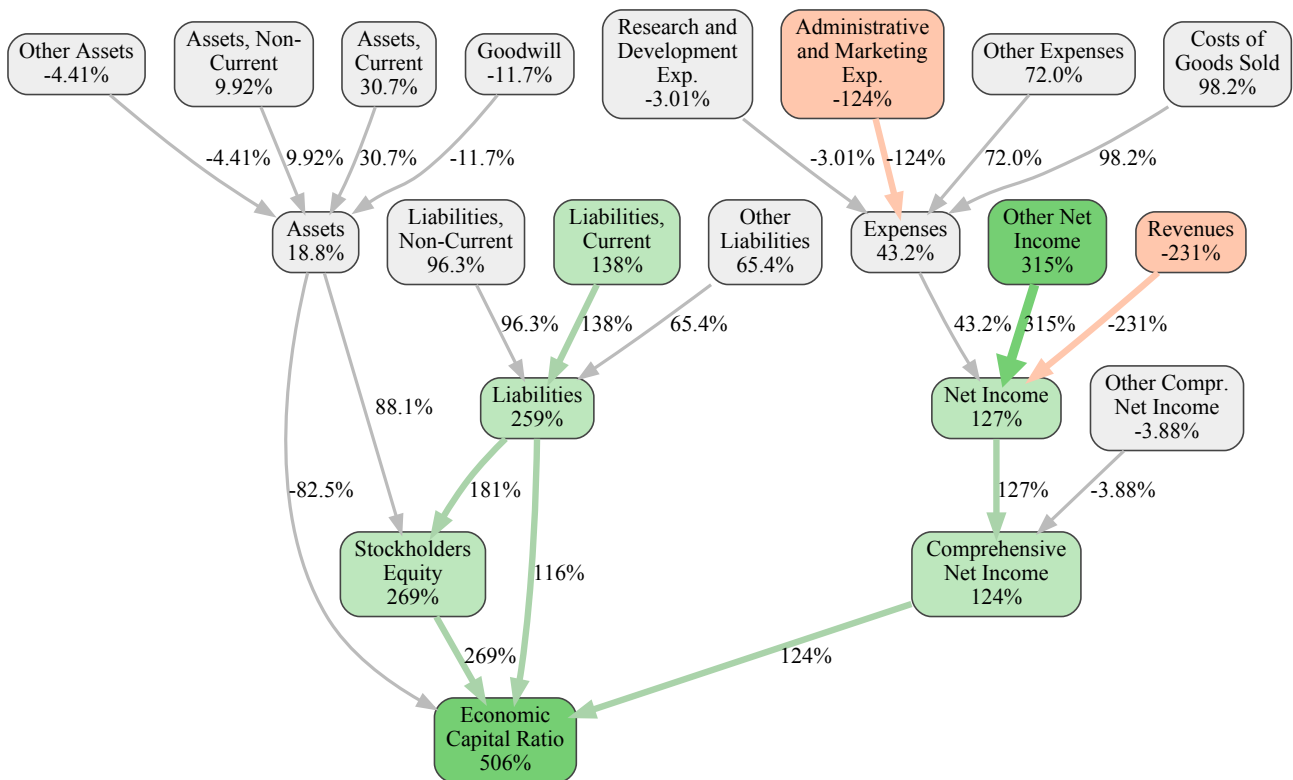 Other Assets
-4.41%
Assets, Non-
Current
9.92%
Assets,
Current
30.7%
Goodwill
-11.7%
Research and
Development
Exp.
-3.01%
Administrative
and Marketing
Exp.
-124%
Other Expenses
72.0%
Costs of
Goods Sold
98.2%
-4.41%
9.92%
30.7%
-11.7%
-3.01%
-124%
72.0%
98.2%
Assets
18.8%
Liabilities,
Non-Current
96.3%
Liabilities,
Current
138%
Other
Liabilities
65.4%
Expenses
43.2%
Other Net
Income
315%
Revenues
-231%
96.3%
138%
65.4%
43.2%
315%
-231%
88.1%
Liabilities
259%
Net Income
127%
Other Compr.
Net Income
-3.88%
-82.5%
181%
127%
-3.88%
Stockholders
Equity
269%
116%
Comprehensive
Net Income
124%
269%
124%
Economic
Capital Ratio
506%